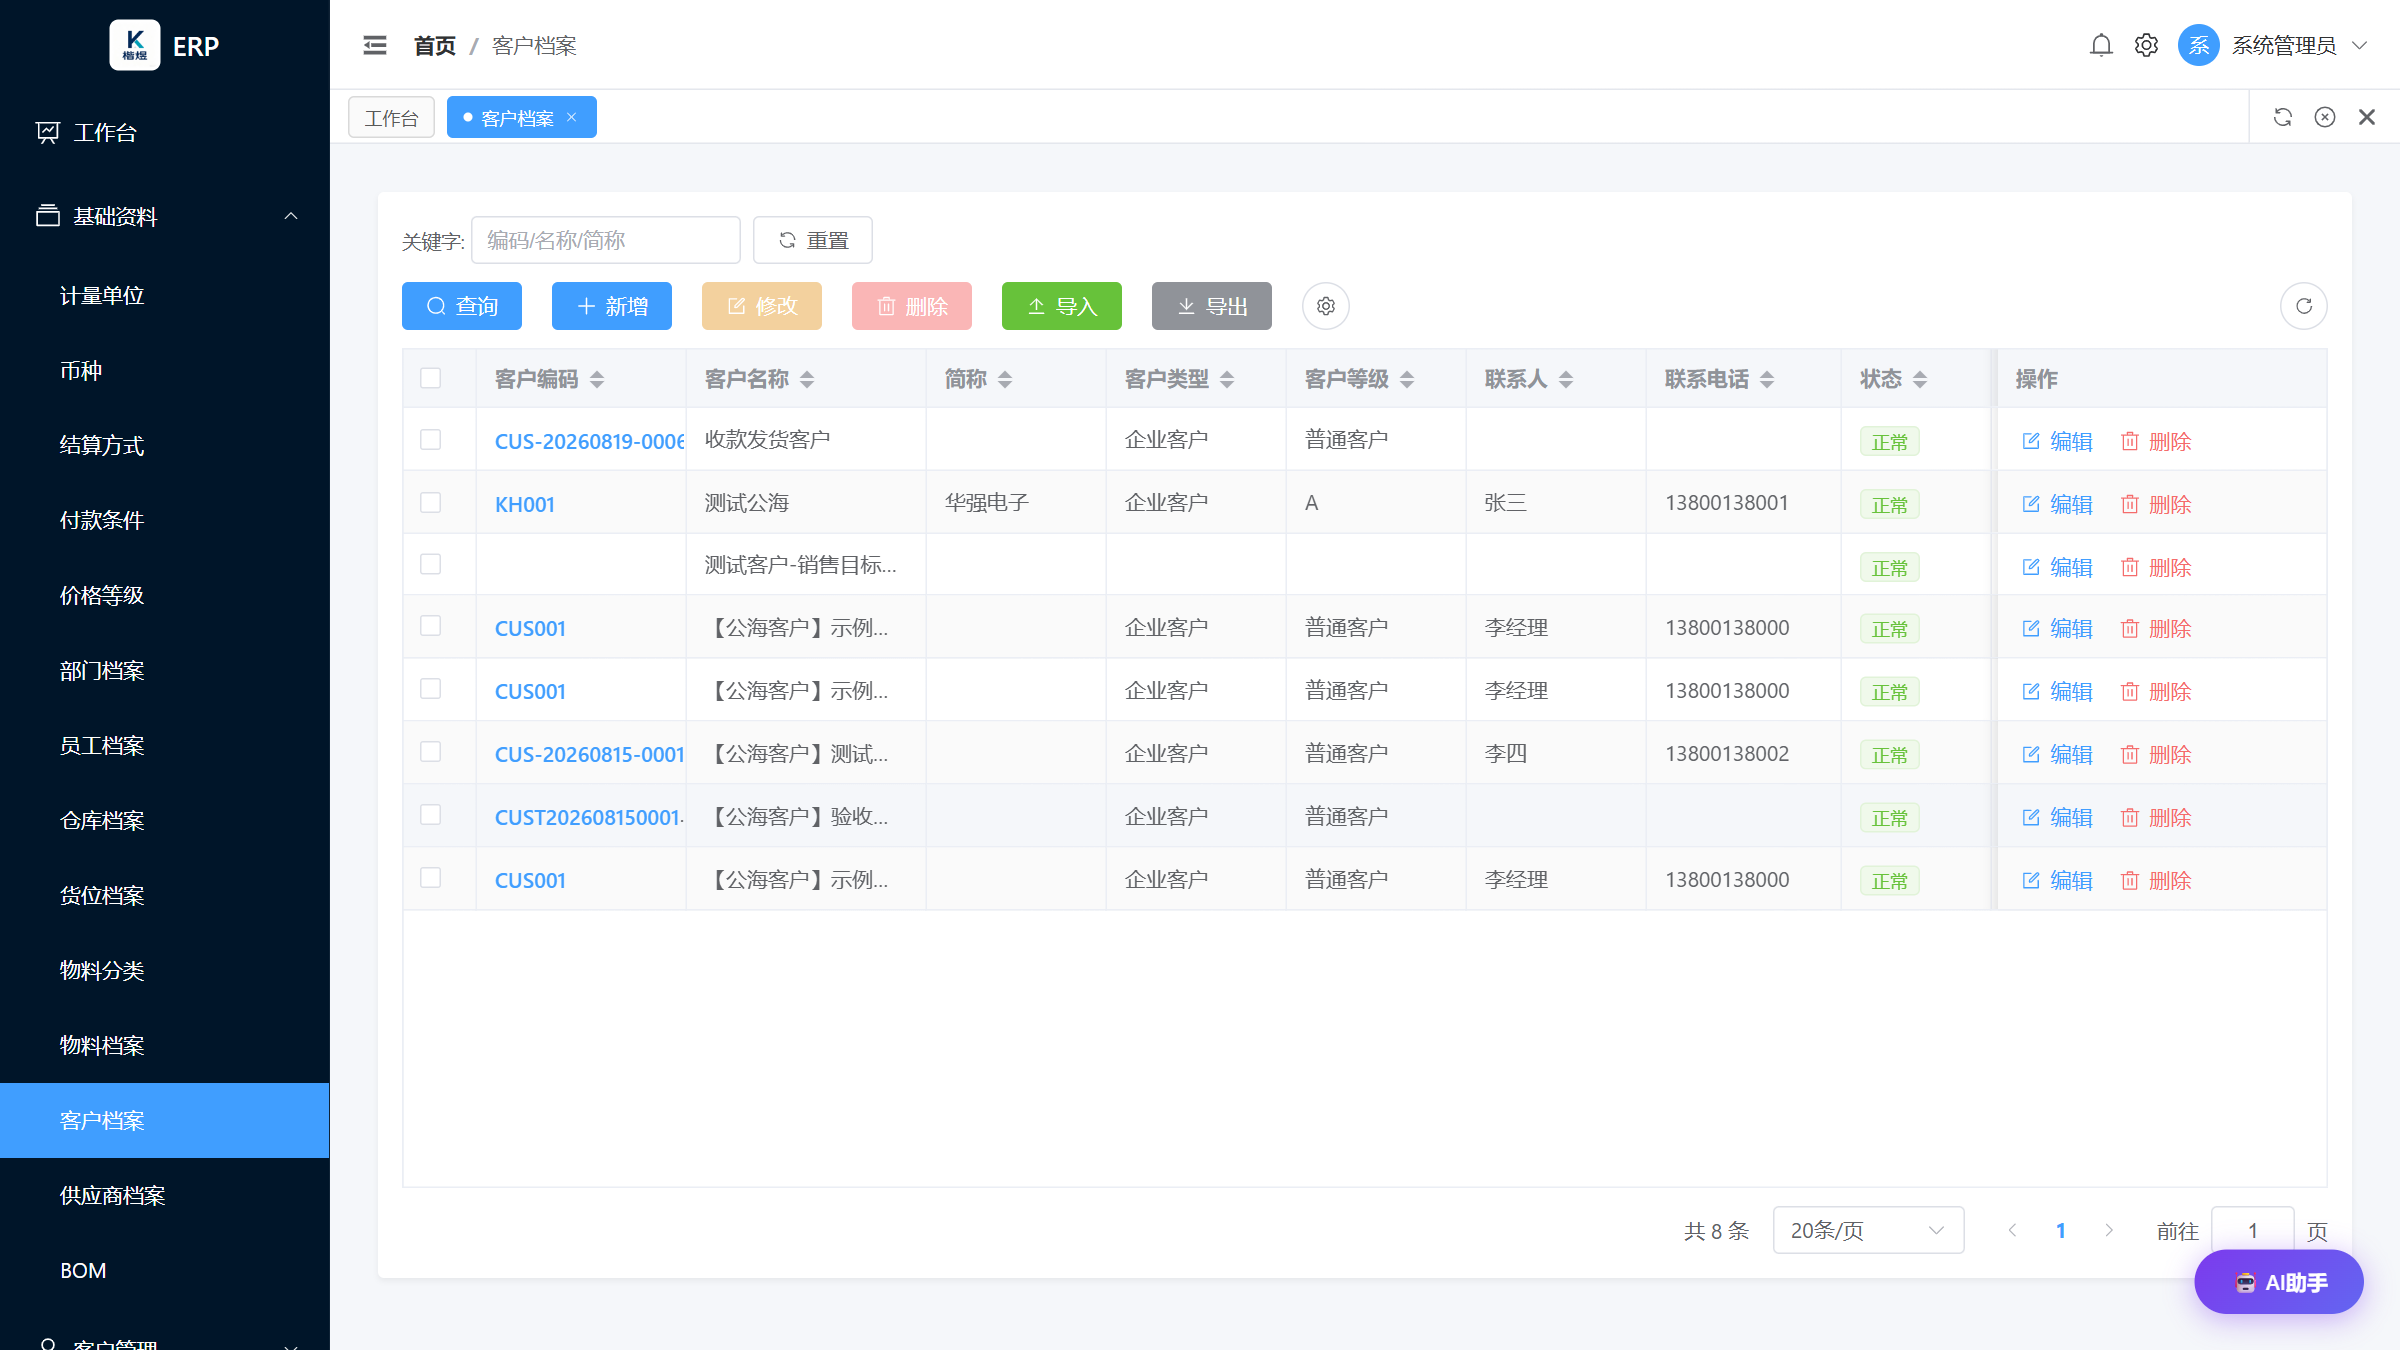 K
楷煜
ERP
工作台
基础资料
计量单位
币种
结算方式
付款条件
价格等级
部门档案
员工档案
仓库档案
货位档案
物料分类
物料档案
客户档案
供应商档案
BOM
客户管理
首页 / 客户档案
系 系统管理员
工作台 客户档案
关键字: 编码/名称/简称 重置
查询 新增 修改 删除 导入 导出
客户编码 客户名称 简称 客户类型 客户等级 联系人 联系电话 状态 操作
CUS-20260819-0006 收款发货客户 企业客户 普通客户 正常 编辑 删除
KH001 测试公海 华强电子 企业客户 A 张三 13800138001 正常 编辑 删除
测试客户-销售目标... 正常 编辑 删除
CUS001 【公海客户】示例... 企业客户 普通客户 李经理 13800138000 正常 编辑 删除
CUS001 【公海客户】示例... 企业客户 普通客户 李经理 13800138000 正常 编辑 删除
CUS-20260815-0001 【公海客户】测试... 企业客户 普通客户 李四 13800138002 正常 编辑 删除
CUST202608150001- 【公海客户】验收... 企业客户 普通客户 正常 编辑 删除
CUS001 【公海客户】示例... 企业客户 普通客户 李经理 13800138000 正常 编辑 删除
共 8 条 20条/页 1 前往 1 页
AI助手